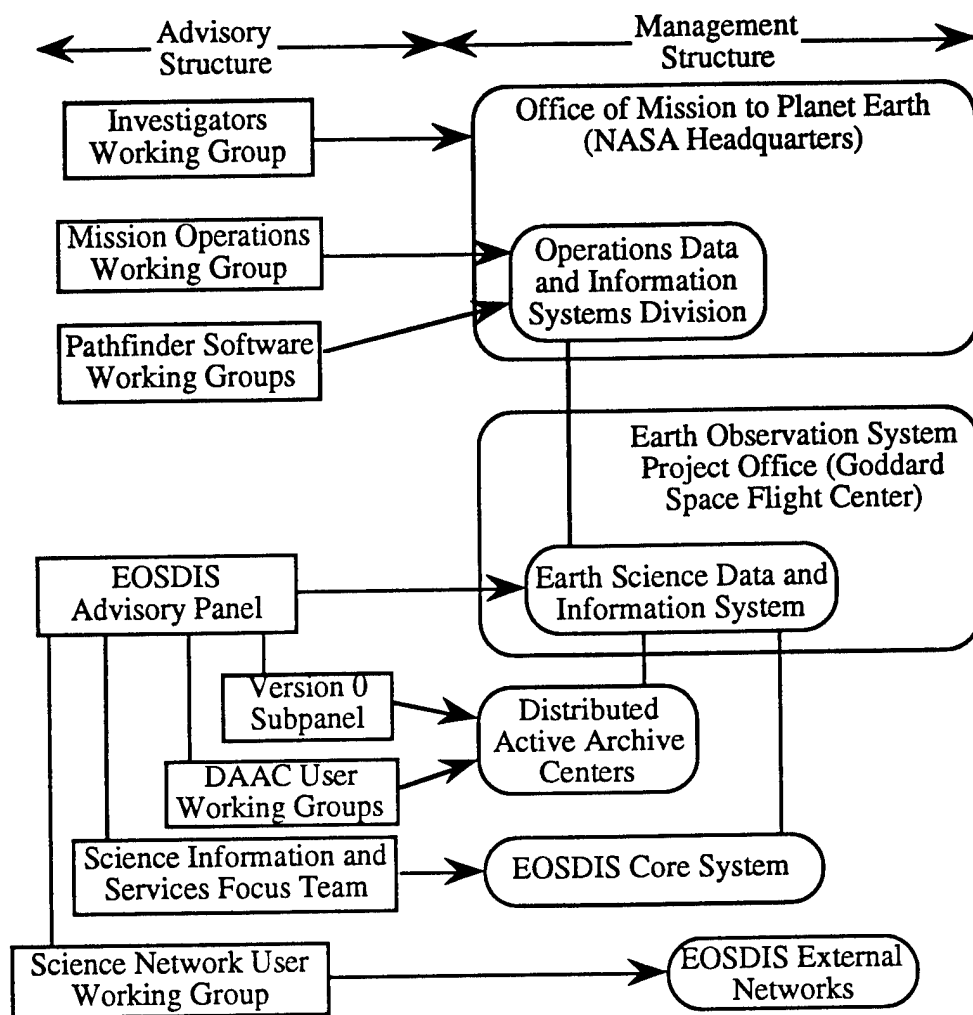 Advisory
Structure
Management
Structure
Investigators
Working Group
Office of Mission to Planet Earth
(NASA Headquarters)
Mission Operations
Working Group
Operations Data
and Information
Systems Division
Pathfinder Software
Working Groups
Earth Observation System
Project Office (Goddard
Space Flight Center)
EOSDIS
Advisory Panel
Earth Science Data and
Information System
Version 0
Subpanel
Distributed
Active Archive
Centers
DAAC User
Working Groups
Science Information and
Services Focus Team
EOSDIS Core System
Science Network User
Working Group
EOSDIS External
Networks